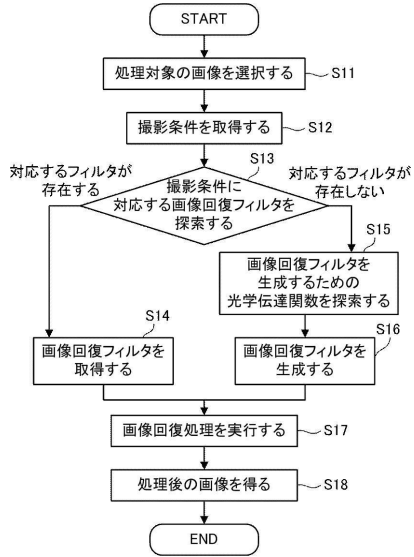 START
処理対象の画像を選択する
S11
撮影条件を取得する
S12
S13
対応するフィルタが
存在する
撮影条件に
対応する画像回復フィルタを
探索する
対応するフィルタが
存在しない
S15
画像回復フィルタを
生成するための
光学伝達関数を探索する
S14
画像回復フィルタを
取得する
S16
画像回復フィルタを
生成する
画像回復処理を実行する
S17
処理後の画像を得る
S18
END